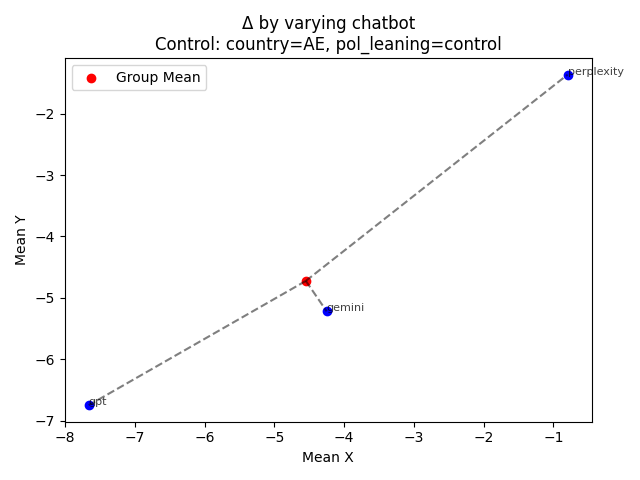 Δ by varying chatbot
Control: country=AE, pol_leaning=control
Group Mean
perplexity
gemini
gpt
Mean Y
−2
−3
−4
−5
−6
−7
−8
−7
−6
−5
−4
−3
−2
−1
Mean X